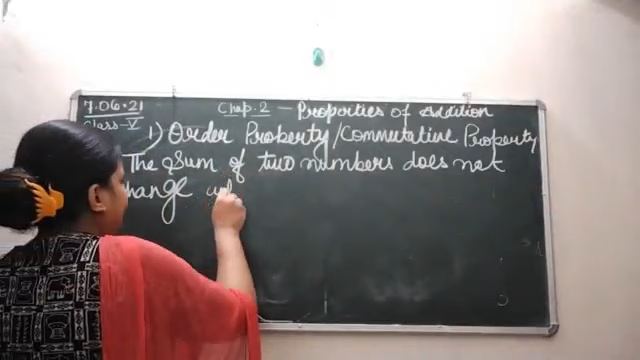 7.06.21 Chap. 2 - Properties of Addition
Class-V
1) Order Property/Commutative Property
The Sum of two numbers does not
change